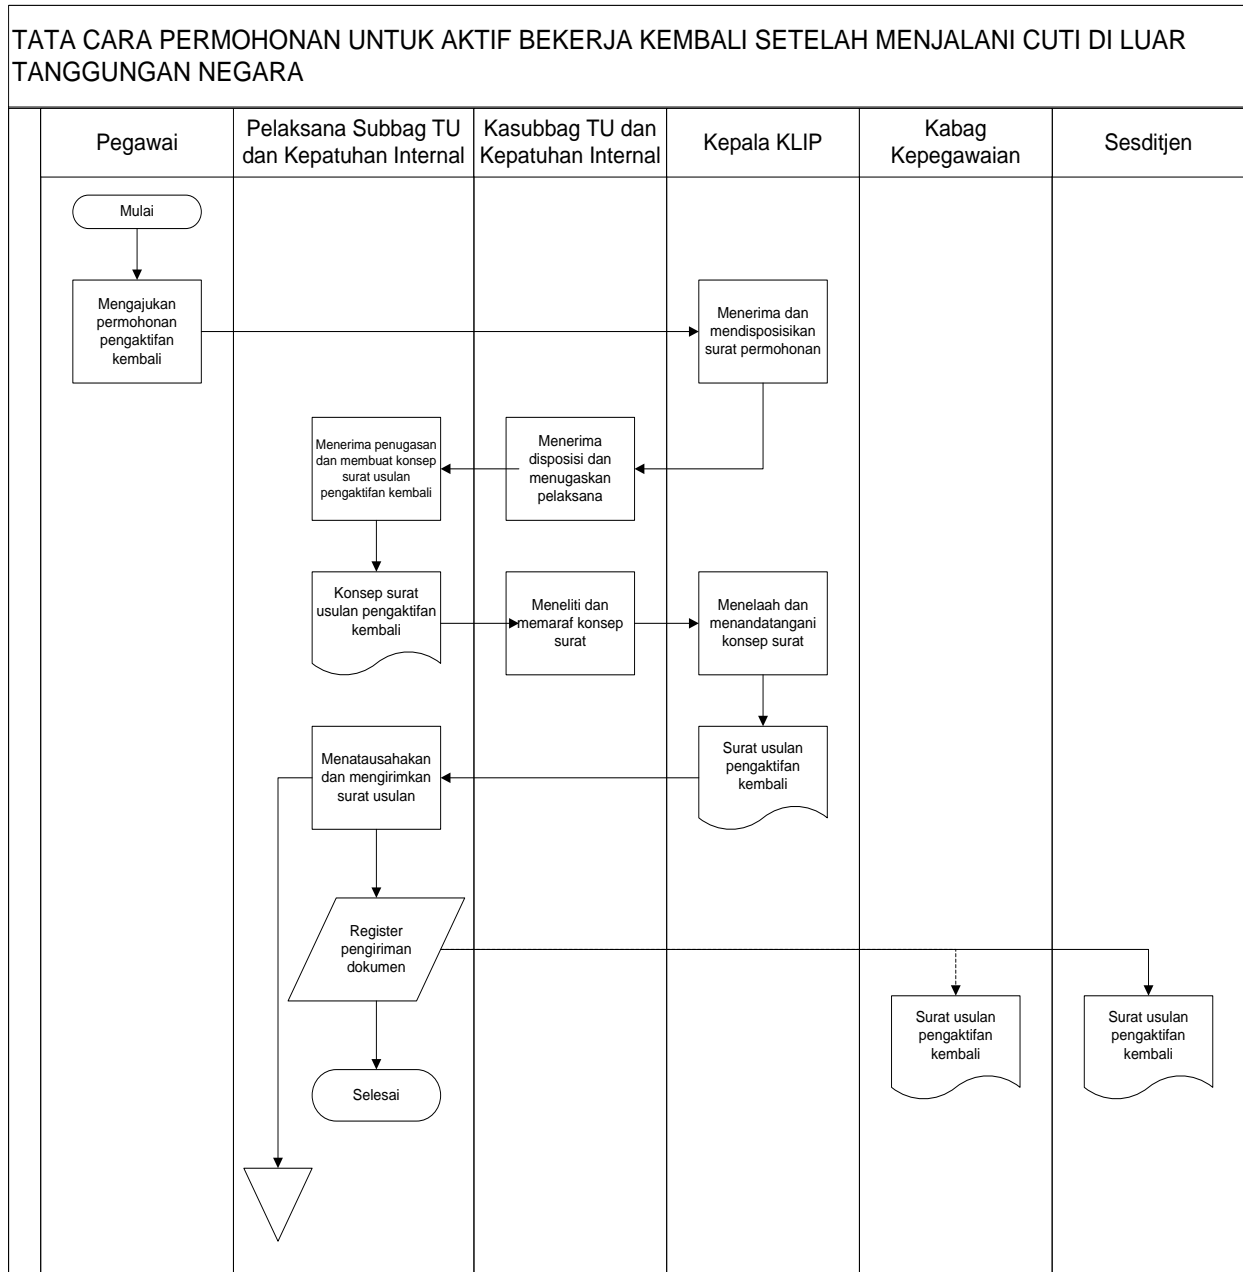 TATA CARA PERMOHONAN UNTUK AKTIF BEKERJA KEMBALI SETELAH MENJALANI CUTI DI LUAR
TANGGUNGAN NEGARA
Pegawai
Pelaksana Subbag TU
dan Kepatuhan Internal
Kasubbag TU dan
Kepatuhan Internal
Kepala KLIP
Kabag
Kepegawaian
Sesditjen
Mulai
Mengajukan
permohonan
pengaktifan
kembali
Menerima dan
mendisposisikan
surat permohonan
Menerima
disposisi dan
menugaskan
pelaksana
Menerima penugasan
dan membuat konsep
surat usulan
pengaktifan kembali
Konsep surat
usulan pengaktifan
kembali
Meneliti dan
memaraf konsep
surat
Menelaah dan
menandatangani
konsep surat
Surat usulan
pengaktifan
kembali
Menatausahakan
dan mengirimkan
surat usulan
Register
pengiriman
dokumen
Surat usulan
pengaktifan
kembali
Surat usulan
pengaktifan
kembali
Selesai